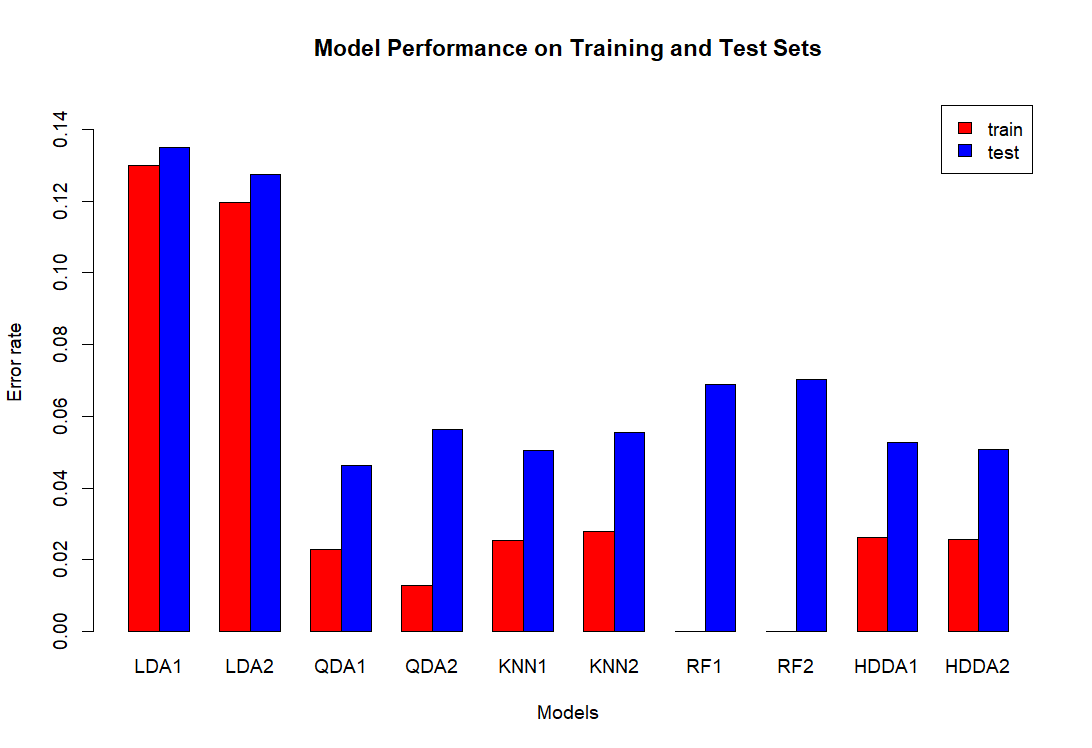 Model Performance on Training and Test Sets
train
test
Error rate
0.14
0.12
0.10
0.08
0.06
0.04
0.02
0.00
LDA1 LDA2 QDA1 QDA2 KNN1 KNN2 RF1 RF2 HDDA1 HDDA2
Models